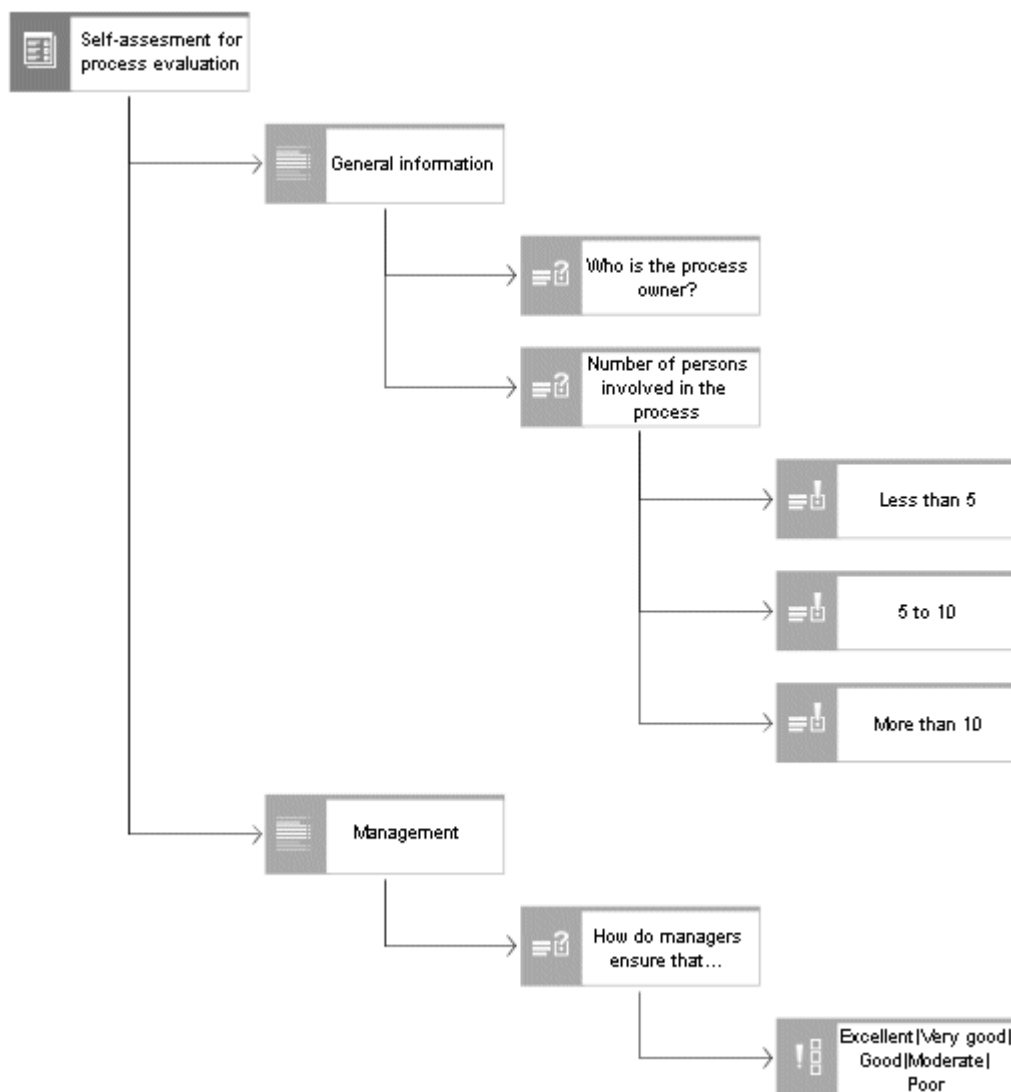 Self-assesment for
process evaluation
General information
Who is the process
owner?
Number of persons
involved in the
process
Less than 5
5 to 10
More than 10
Management
How do managers
ensure that...
Excellent|Very good|
Good|Moderate|
Poor